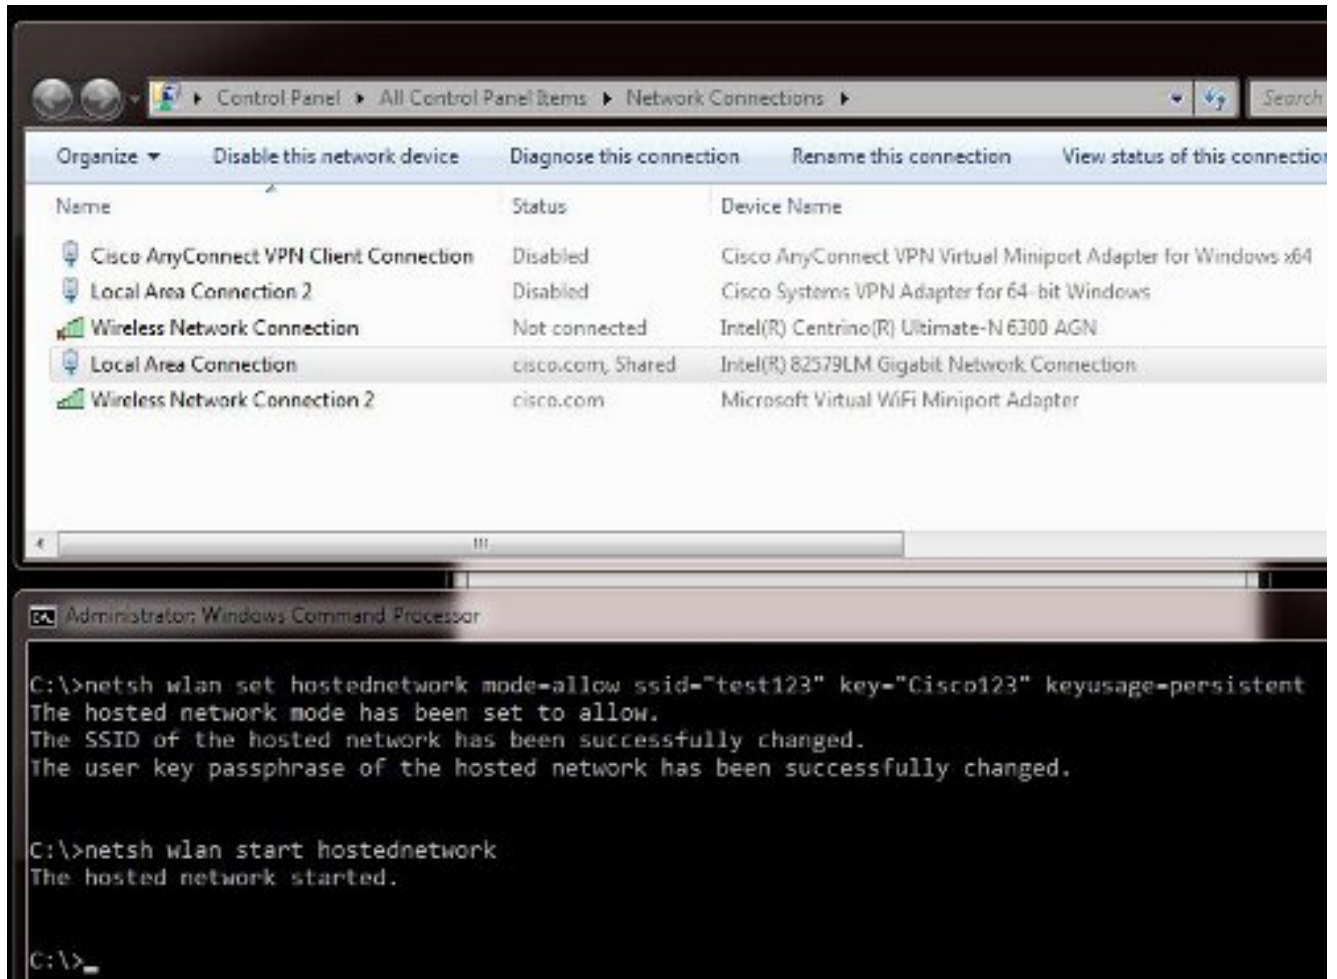 Control Panel ▸ All Control Panel Items ▸ Network Connections ▸ Search
Organize ▾ Disable this network device Diagnose this connection Rename this connection View status of this connection
Name Status Device Name
Cisco AnyConnect VPN Client Connection Disabled Cisco AnyConnect VPN Virtual Miniport Adapter for Windows x64
Local Area Connection 2 Disabled Cisco Systems VPN Adapter for 64-bit Windows
Wireless Network Connection Not connected Intel(R) Centrino(R) Ultimate-N 6300 AGN
Local Area Connection cisco.com, Shared Intel(R) 82579LM Gigabit Network Connection
Wireless Network Connection 2 cisco.com Microsoft Virtual WiFi Miniport Adapter
Administrator: Windows Command Processor
C:\>netsh wlan set hostednetwork mode=allow ssid="test123" key="Cisco123" keyusage=persistent
The hosted network mode has been set to allow.
The SSID of the hosted network has been successfully changed.
The user key passphrase of the hosted network has been successfully changed.
C:\>netsh wlan start hostednetwork
The hosted network started.
C:\>_